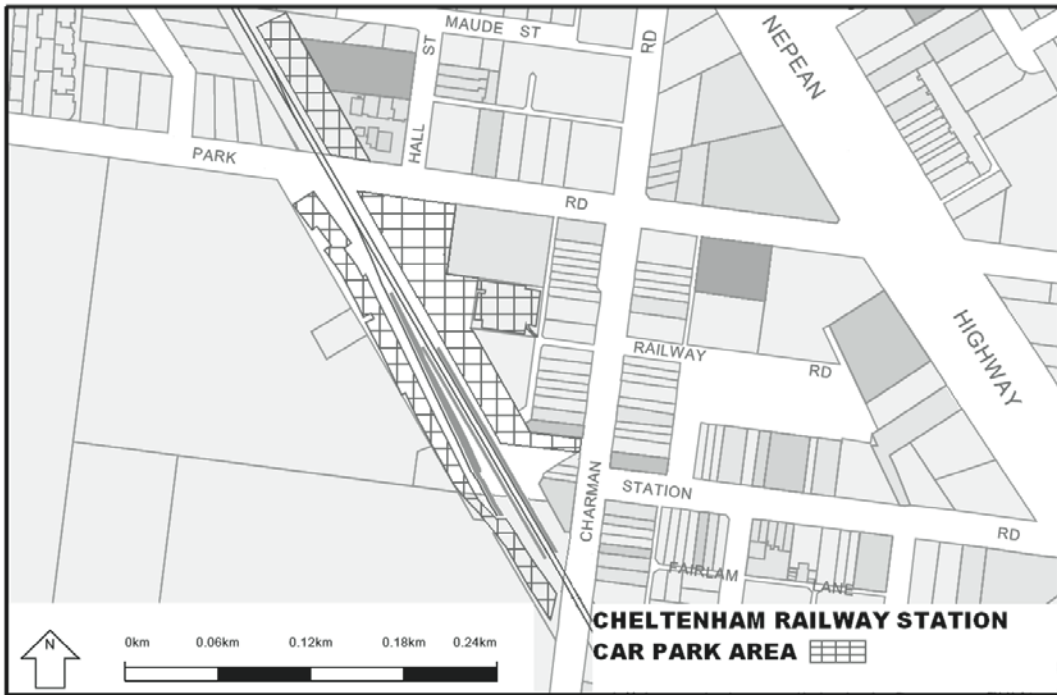 MAUDE ST
HALL ST
RD
NEPEAN
HIGHWAY
PARK
RD
RAILWAY
RD
CHARMAN
STATION
RD
FAIRLAM
LANE
N
0km 0.06km 0.12km 0.18km 0.24km
CHELTENHAM RAILWAY STATION
CAR PARK AREA